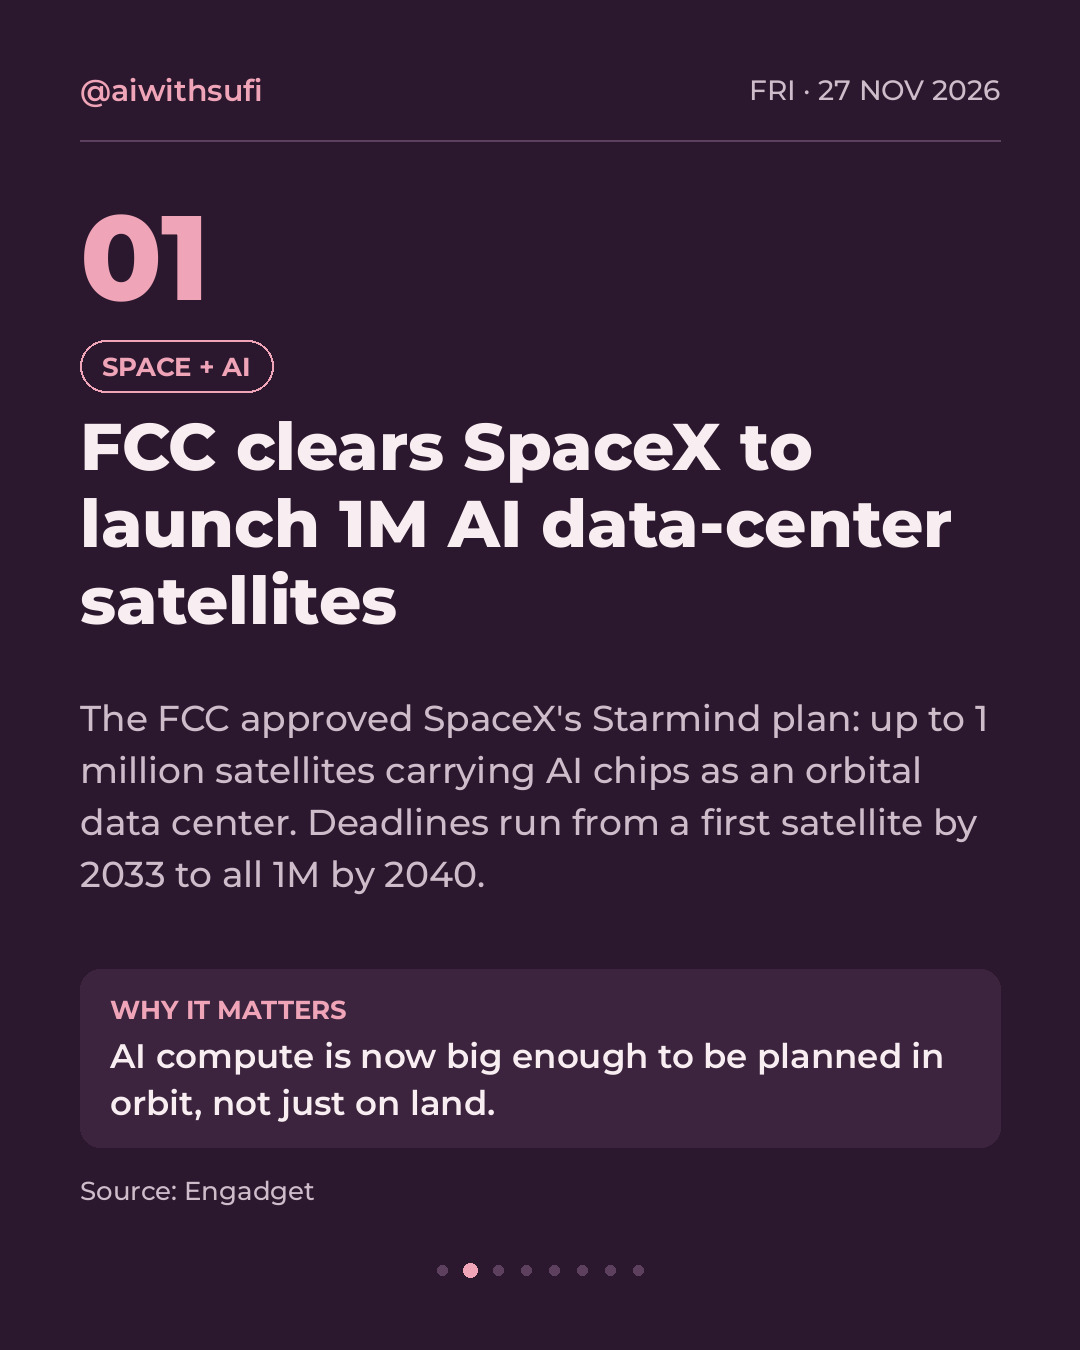 @aiwithsufi
FRI · 27 NOV 2026
01
SPACE + AI
FCC clears SpaceX to
launch 1M AI data-center
satellites
The FCC approved SpaceX's Starmind plan: up to 1
million satellites carrying AI chips as an orbital
data center. Deadlines run from a first satellite by
2033 to all 1M by 2040.
WHY IT MATTERS
AI compute is now big enough to be planned in
orbit, not just on land.
Source: Engadget